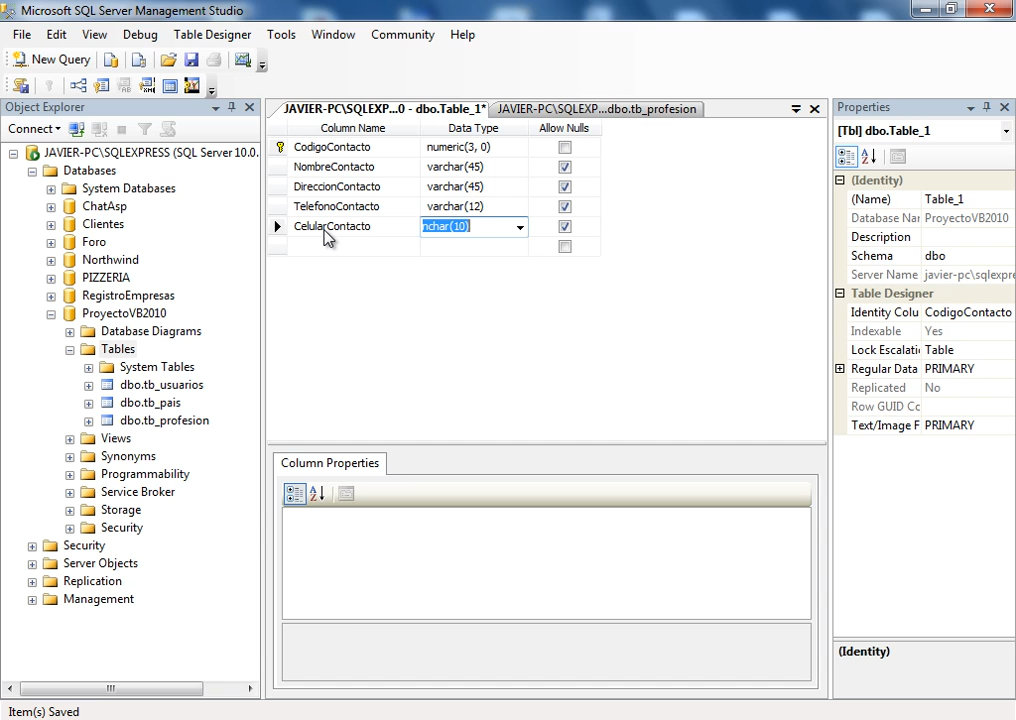 Microsoft SQL Server Management Studio
File Edit View Debug Table Designer Tools Window Community Help
New Query
Object Explorer
Connect
JAVIER-PC\SQLEXPRESS (SQL Server 10.0.
Databases
System Databases
ChatAsp
Clientes
Foro
Northwind
PIZZERIA
RegistroEmpresas
ProyectoVB2010
Database Diagrams
Tables
System Tables
dbo.tb_usuarios
dbo.tb_pais
dbo.tb_profesion
Views
Synonyms
Programmability
Service Broker
Storage
Security
Security
Server Objects
Replication
Management
JAVIER-PC\SQLEXP...0 - dbo.Table_1* JAVIER-PC\SQLEXP...dbo.tb_profesion
Column Name Data Type Allow Nulls
CodigoContacto numeric(3, 0)
NombreContacto varchar(45)
DireccionContacto varchar(45)
TelefonoContacto varchar(12)
CelularContacto nchar(10)
Column Properties
Properties
[Tbl] dbo.Table_1
(Identity)
(Name) Table_1
Database Nar ProyectoVB2010
Description
Schema dbo
Server Name javier-pc\sqlexpre
Table Designer
Identity Colu CodigoContacto
Indexable Yes
Lock Escalati Table
Regular Data PRIMARY
Replicated No
Row GUID Cc
Text/Image F PRIMARY
(Identity)
Item(s) Saved